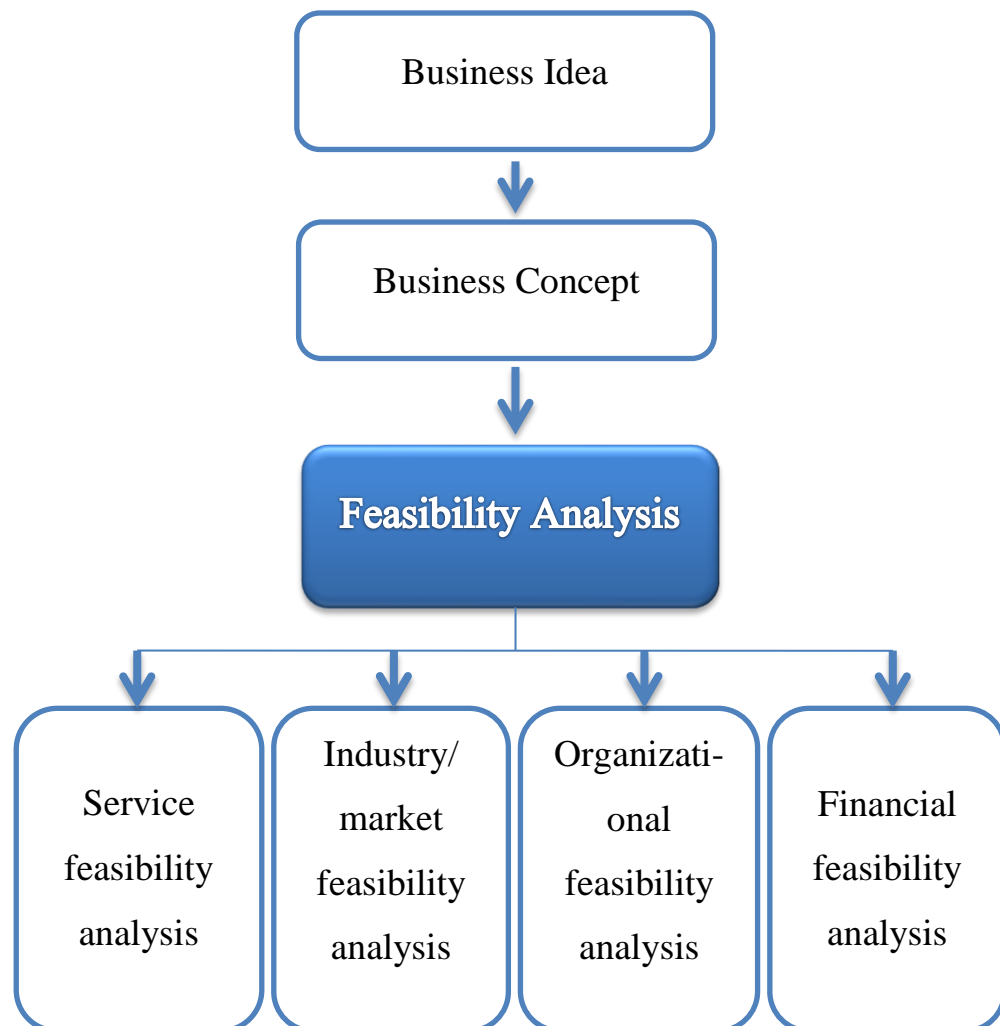 Business Idea
Business Concept
Feasibility Analysis
Service
feasibility
analysis
Industry/
market
feasibility
analysis
Organizati-
onal
feasibility
analysis
Financial
feasibility
analysis